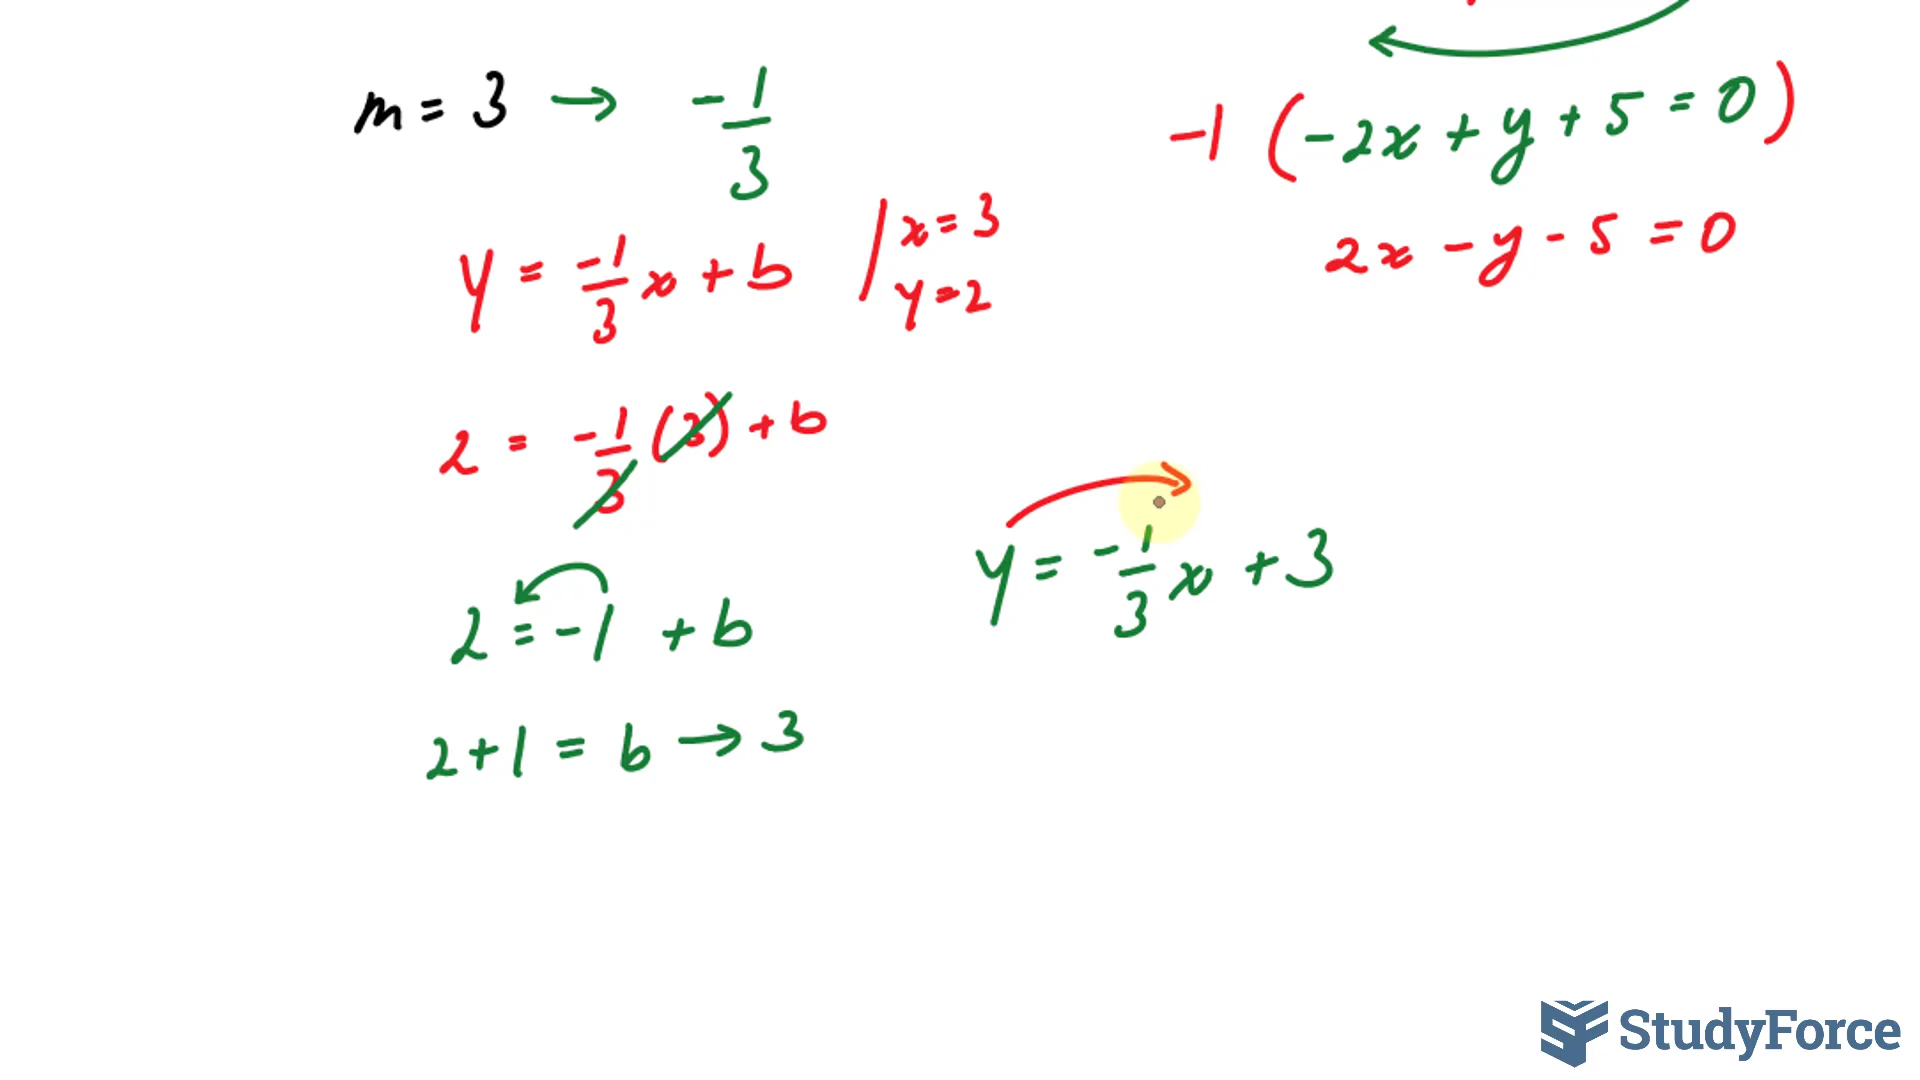 m = 3 → -1/3
y = -1/3 x + b | x = 3
y = 2
2 = -1/3 (3) + b
2 = -1 + b
2 + 1 = b → 3
-1 (-2x + y + 5 = 0)
2x - y - 5 = 0
y = -1/3 x + 3
StudyForce